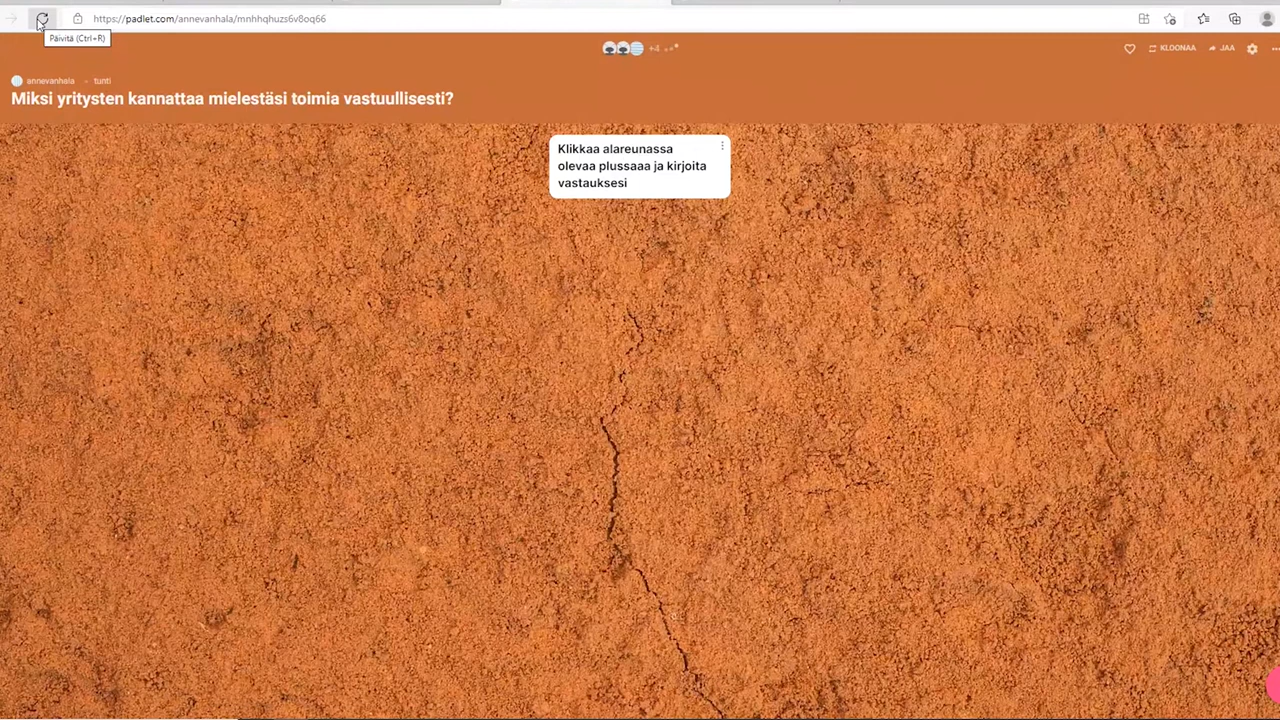 https://padlet.com/annevanhala/mnhhqhuzs6v8oq66
Päivitä (Ctrl+R)
+4
KLOONAA
JAA
annevanhala · tunti
Miksi yritysten kannattaa mielestäsi toimia vastuullisesti?
Klikkaa alareunassa
olevaa plussaaa ja kirjoita
vastauksesi